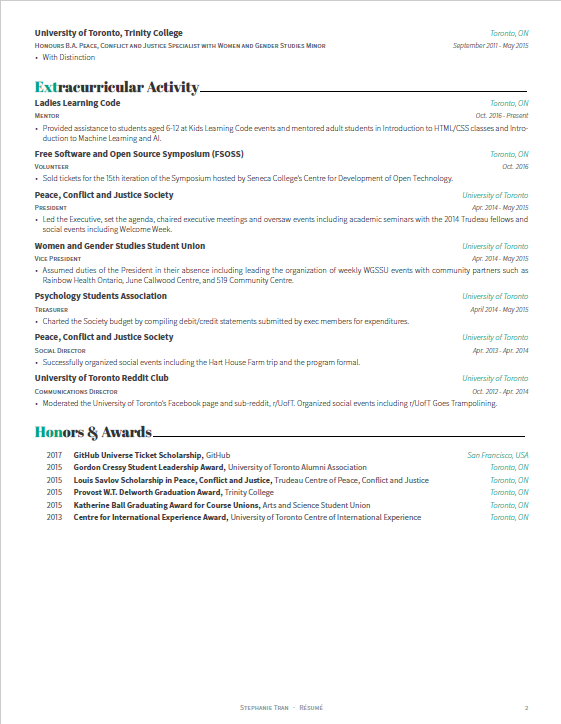 University of Toronto, Trinity College Toronto, ON
Honours B.A. Peace, Conflict and Justice Specialist with Women and Gender Studies Minor September 2011 - May 2015
• With Distinction
Extracurricular Activity
Ladies Learning Code Toronto, ON
Mentor Oct. 2016 - Present
• Provided assistance to students aged 6-12 at Kids Learning Code events and mentored adult students in Introduction to HTML/CSS classes and Intro-
duction to Machine Learning and AI.
Free Software and Open Source Symposium (FSOSS) Toronto, ON
Volunteer Oct. 2016
• Sold tickets for the 15th iteration of the Symposium hosted by Seneca College's Centre for Development of Open Technology.
Peace, Conflict and Justice Society University of Toronto
President Apr. 2014 - May 2015
• Led the Executive, set the agenda, chaired executive meetings and oversaw events including academic seminars with the 2014 Trudeau fellows and
social events including Welcome Week.
Women and Gender Studies Student Union University of Toronto
Vice President Apr. 2014 - May 2015
• Assumed duties of the President in their absence including leading the organization of weekly WGSSU events with community partners such as
Rainbow Health Ontario, June Callwood Centre, and 519 Community Centre.
Psychology Students Association University of Toronto
Treasurer April 2014 - May 2015
• Charted the Society budget by compiling debit/credit statements submitted by exec members for expenditures.
Peace, Conflict and Justice Society University of Toronto
Social Director Apr. 2013 - Apr. 2014
• Successfully organized social events including the Hart House Farm trip and the program formal.
University of Toronto Reddit Club University of Toronto
Communications Director Oct. 2012 - Apr. 2014
• Moderated the University of Toronto's Facebook page and sub-reddit, r/UofT. Organized social events including r/UofT Goes Trampolining.
Honors & Awards
2017 GitHub Universe Ticket Scholarship, GitHub San Francisco, USA
2015 Gordon Cressy Student Leadership Award, University of Toronto Alumni Association Toronto, ON
2015 Louis Savlov Scholarship in Peace, Conflict and Justice, Trudeau Centre of Peace, Conflict and Justice Toronto, ON
2015 Provost W.T. Delworth Graduation Award, Trinity College Toronto, ON
2015 Katherine Ball Graduating Award for Course Unions, Arts and Science Student Union Toronto, ON
2013 Centre for International Experience Award, University of Toronto Centre of International Experience Toronto, ON
Stephanie Tran · Résumé 2